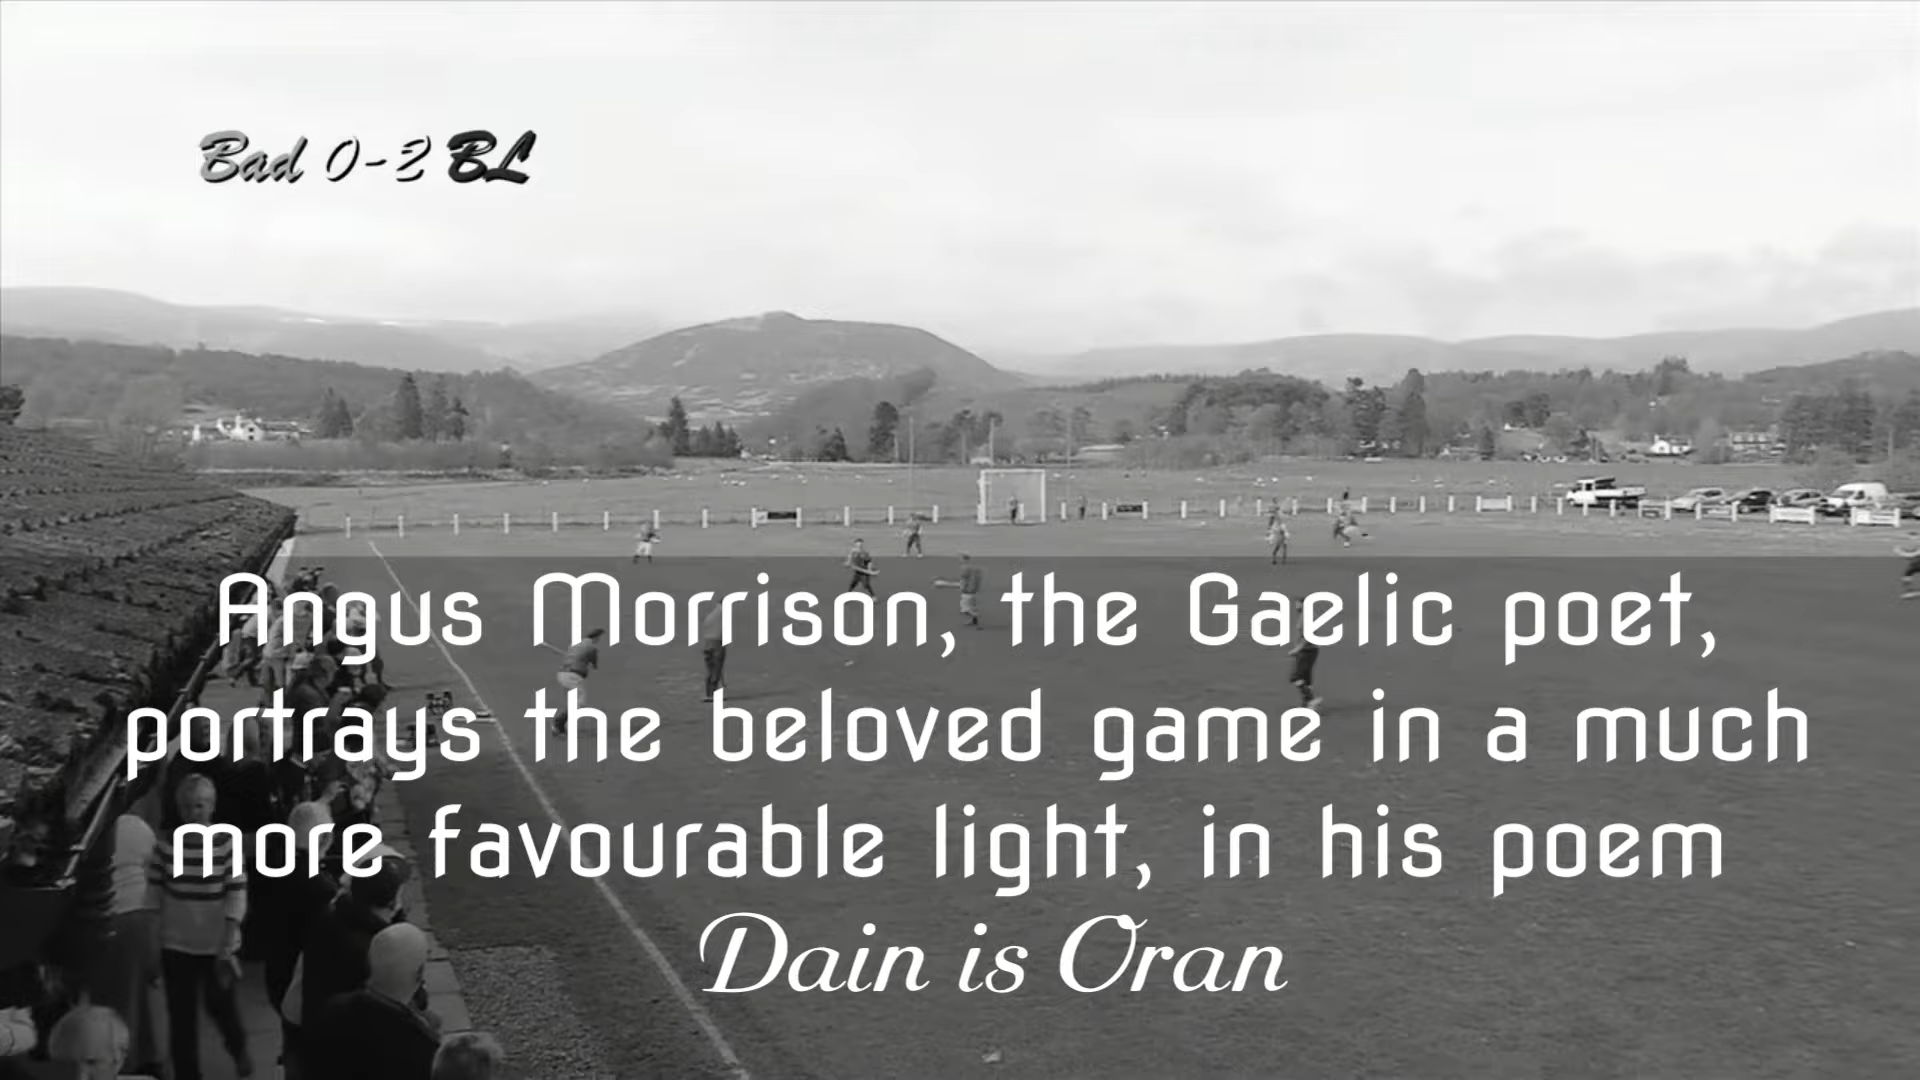 Bad 0-2 BL
Angus Morrison, the Gaelic poet,
portrays the beloved game in a much
more favourable light, in his poem
Dain is Oran